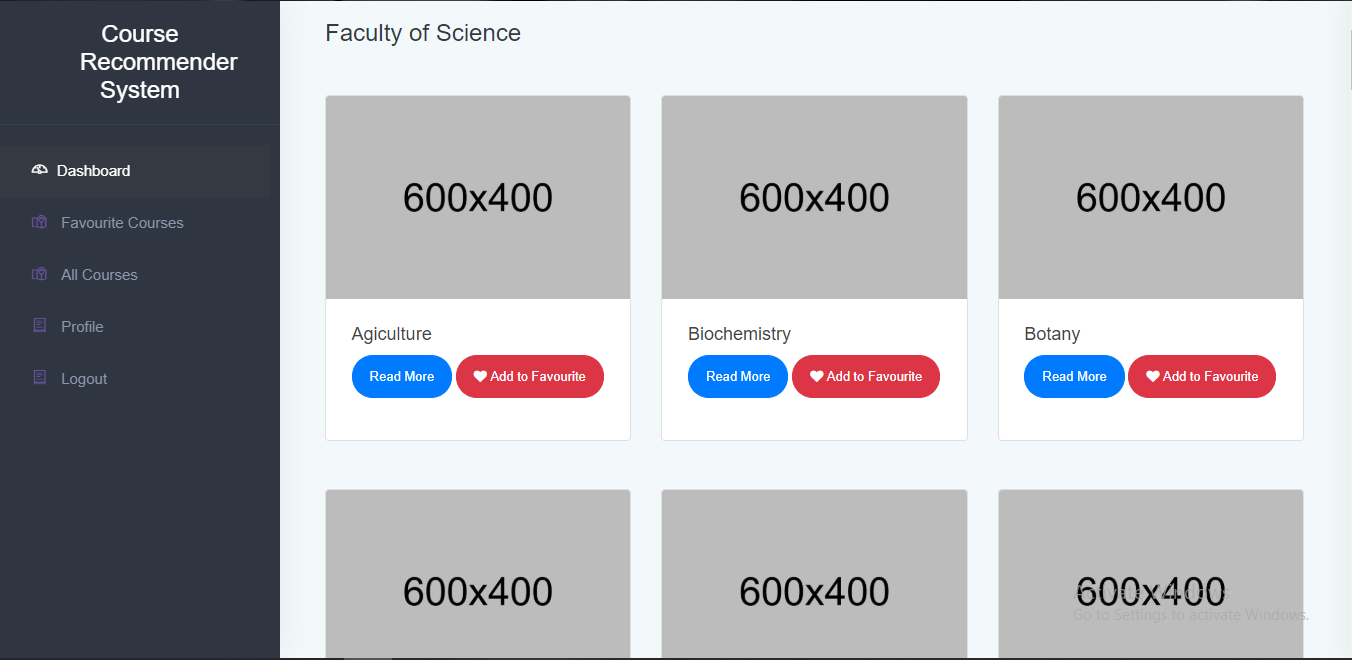 Course
Recommender
System
Dashboard
Favourite Courses
All Courses
Profile
Logout
Faculty of Science
600x400
600x400
600x400
Agiculture
Read More
Add to Favourite
Biochemistry
Read More
Add to Favourite
Botany
Read More
Add to Favourite
600x400
600x400
600x400
Activate Windows
Go to Settings to activate Windows.